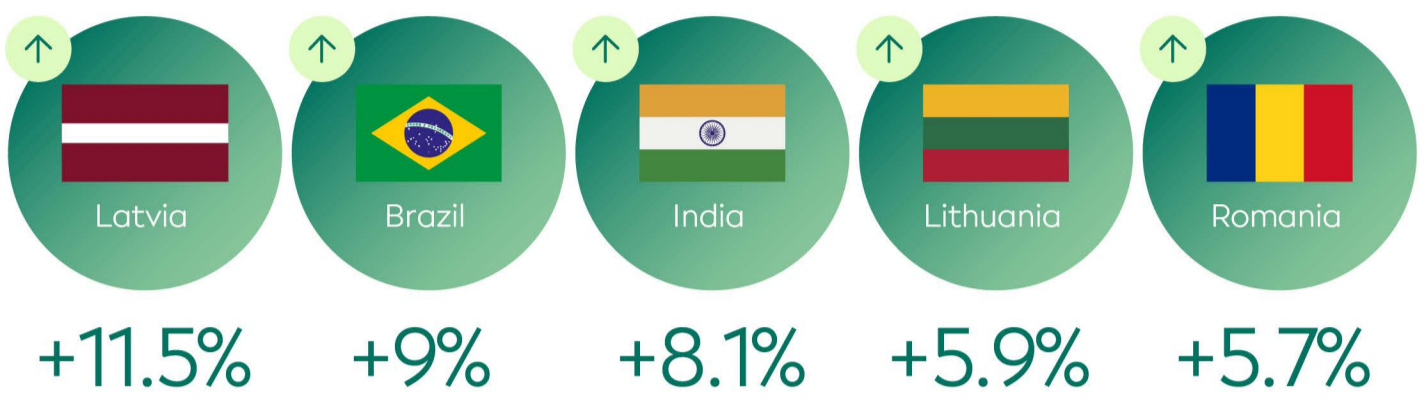 Latvia
Brazil
India
Lithuania
Romania
+11.5%
+9%
+8.1%
+5.9%
+5.7%